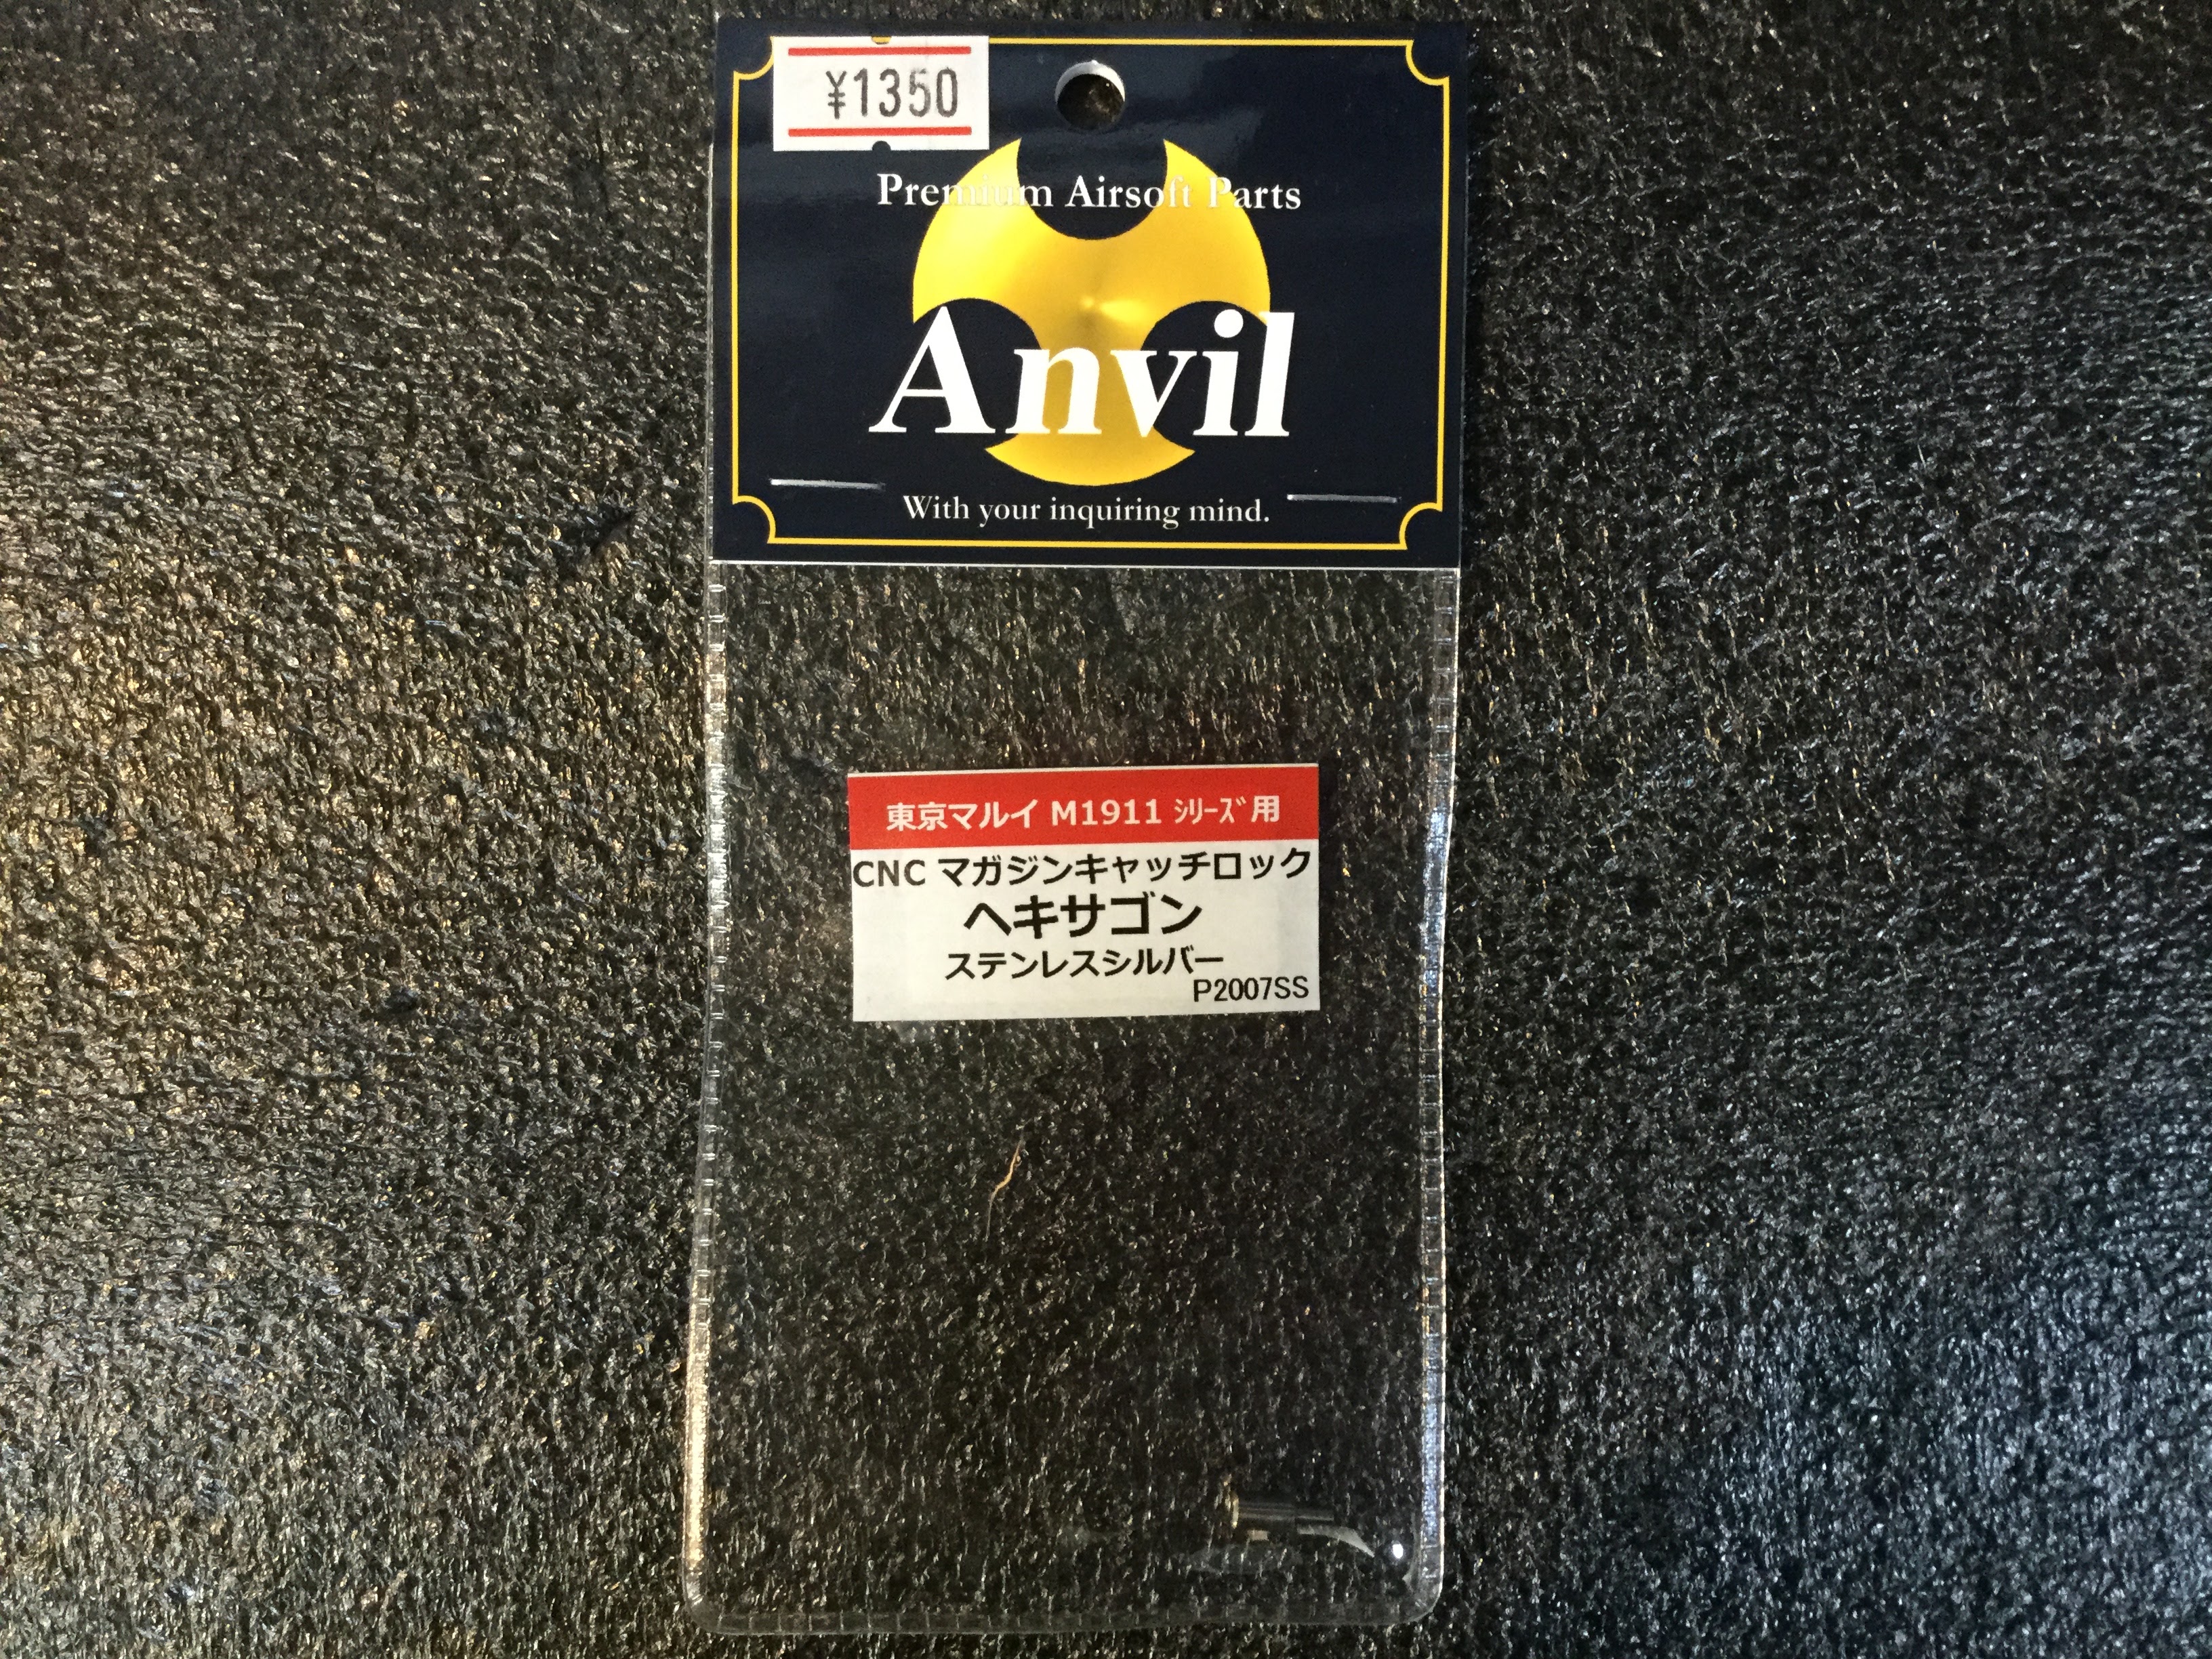 ¥1350
Premium Airsoft Parts
Anvil
With your inquiring mind.
東京マルイ M1911 ｼﾘｰｽﾞ用
CNC マガジンキャッチロック
ヘキサゴン
ステンレスシルバー
P2007SS